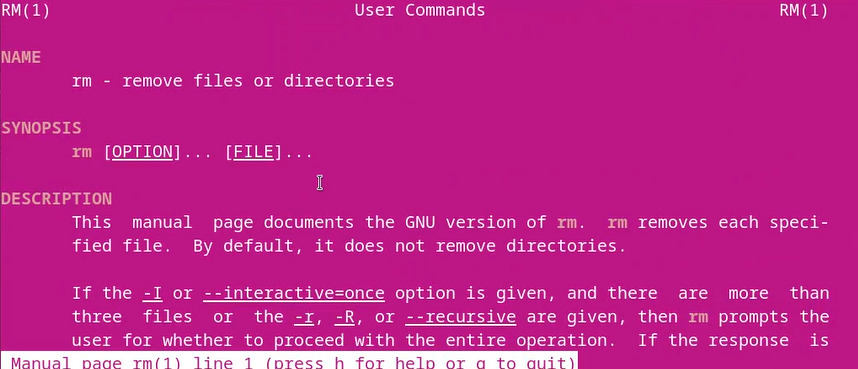 RM(1) User Commands RM(1)
NAME
rm - remove files or directories
SYNOPSIS
rm [OPTION]... [FILE]...
DESCRIPTION
This manual page documents the GNU version of rm. rm removes each speci-
fied file. By default, it does not remove directories.
If the -I or --interactive=once option is given, and there are more than
three files or the -r, -R, or --recursive are given, then rm prompts the
user for whether to proceed with the entire operation. If the response is
Manual page rm(1) line 1 (press h for help or q to quit)